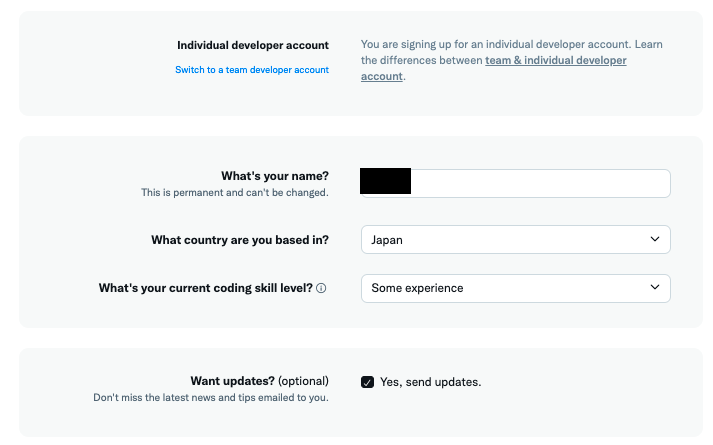 Individual developer account
Switch to a team developer account
You are signing up for an individual developer account. Learn
the differences between team & individual developer
account.
What's your name?
This is permanent and can't be changed.
What country are you based in?
Japan
What's your current coding skill level?
Some experience
Want updates? (optional)
Don't miss the latest news and tips emailed to you.
Yes, send updates.